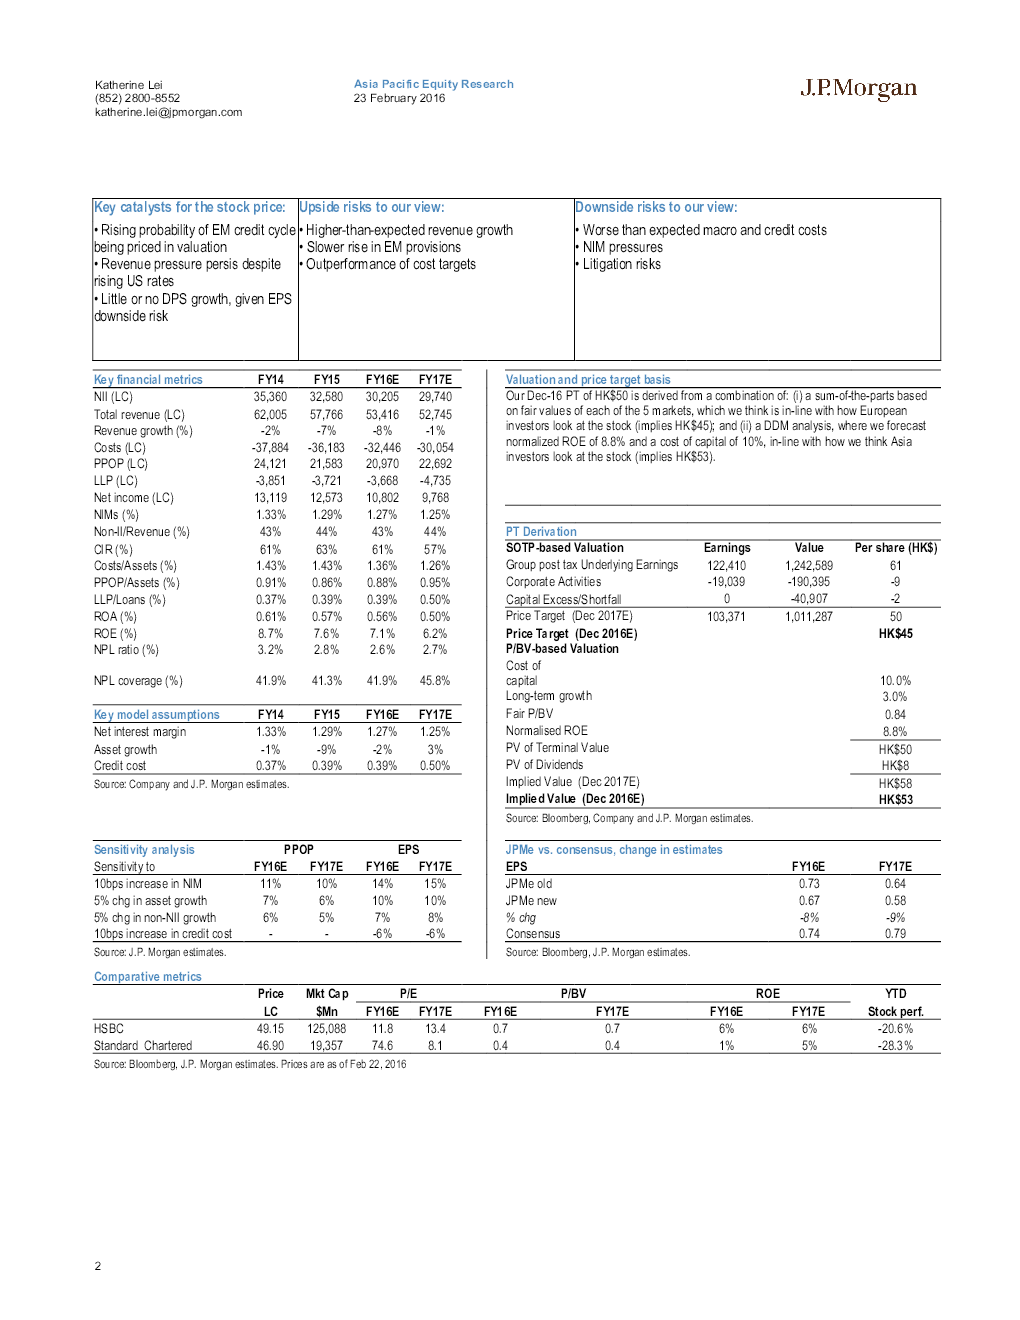 Katherine Lei
(852) 2800-8552
katherine.lei@jpmorgan.com
Asia Pacific Equity Research
23 February 2016
J.P.Morgan
Key catalysts for the stock price:
• Rising probability of EM credit cycle
being priced in valuation
• Revenue pressure persis despite
rising US rates
• Little or no DPS growth, given EPS
downside risk
Upside risks to our view:
• Higher-than-expected revenue growth
• Slower rise in EM provisions
• Outperformance of cost targets
Downside risks to our view:
• Worse than expected macro and credit costs
• NIM pressures
• Litigation risks
Key financial metrics FY14 FY15 FY16E FY17E
NII (LC) 35,360 32,580 30,205 29,740
Total revenue (LC) 62,005 57,766 53,416 52,745
Revenue growth (%) -2% -7% -8% -1%
Costs (LC) -37,884 -36,183 -32,446 -30,054
PPOP (LC) 24,121 21,583 20,970 22,692
LLP (LC) -3,851 -3,721 -3,668 -4,735
Net income (LC) 13,119 12,573 10,802 9,768
NIMs (%) 1.33% 1.29% 1.27% 1.25%
Non-II/Revenue (%) 43% 44% 43% 44%
CIR (%) 61% 63% 61% 57%
Costs/Assets (%) 1.43% 1.43% 1.36% 1.26%
PPOP/Assets (%) 0.91% 0.86% 0.88% 0.95%
LLP/Loans (%) 0.37% 0.39% 0.39% 0.50%
ROA (%) 0.61% 0.57% 0.56% 0.50%
ROE (%) 8.7% 7.6% 7.1% 6.2%
NPL ratio (%) 3.2% 2.8% 2.6% 2.7%
NPL coverage (%) 41.9% 41.3% 41.9% 45.8%
Key model assumptions FY14 FY15 FY16E FY17E
Net interest margin 1.33% 1.29% 1.27% 1.25%
Asset growth -1% -9% -2% 3%
Credit cost 0.37% 0.39% 0.39% 0.50%
Source: Company and J.P. Morgan estimates.
Valuation and price target basis
Our Dec-16 PT of HK$50 is derived from a combination of: (i) a sum-of-the-parts based
on fair values of each of the 5 markets, which we think is in-line with how European
investors look at the stock (implies HK$45); and (ii) a DDM analysis, where we forecast
normalized ROE of 8.8% and a cost of capital of 10%, in-line with how we think Asia
investors look at the stock (implies HK$53).
PT Derivation
SOTP-based Valuation Earnings Value Per share (HK$)
Group post tax Underlying Earnings 122,410 1,242,589 61
Corporate Activities -19,039 -190,395 -9
Capital Excess/Shortfall 0 -40,907 -2
Price Target (Dec 2017E) 103,371 1,011,287 50
Price Target (Dec 2016E) HK$45
P/BV-based Valuation
Cost of
capital 10.0%
Long-term growth 3.0%
Fair P/BV 0.84
Normalised ROE 8.8%
PV of Terminal Value HK$50
PV of Dividends HK$8
Implied Value (Dec 2017E) HK$58
Implied Value (Dec 2016E) HK$53
Source: Bloomberg, Company and J.P. Morgan estimates.
Sensitivity analysis PPOP EPS
Sensitivity to FY16E FY17E FY16E FY17E
10bps increase in NIM 11% 10% 14% 15%
5% chg in asset growth 7% 6% 10% 10%
5% chg in non-NII growth 6% 5% 7% 8%
10bps increase in credit cost - - -6% -6%
Source: J.P. Morgan estimates.
JPMe vs. consensus, change in estimates
EPS FY16E FY17E
JPMe old 0.73 0.64
JPMe new 0.67 0.58
% chg -8% -9%
Consensus 0.74 0.79
Source: Bloomberg, J.P. Morgan estimates.
Comparative metrics
Price Mkt Cap P/E P/BV ROE YTD
LC $Mn FY16E FY17E FY16E FY17E FY16E FY17E Stock perf.
HSBC 49.15 125,088 11.8 13.4 0.7 0.7 6% 6% -20.6%
Standard Chartered 46.90 19,357 74.6 8.1 0.4 0.4 1% 5% -28.3%
Source: Bloomberg, J.P. Morgan estimates. Prices are as of Feb 22, 2016
2